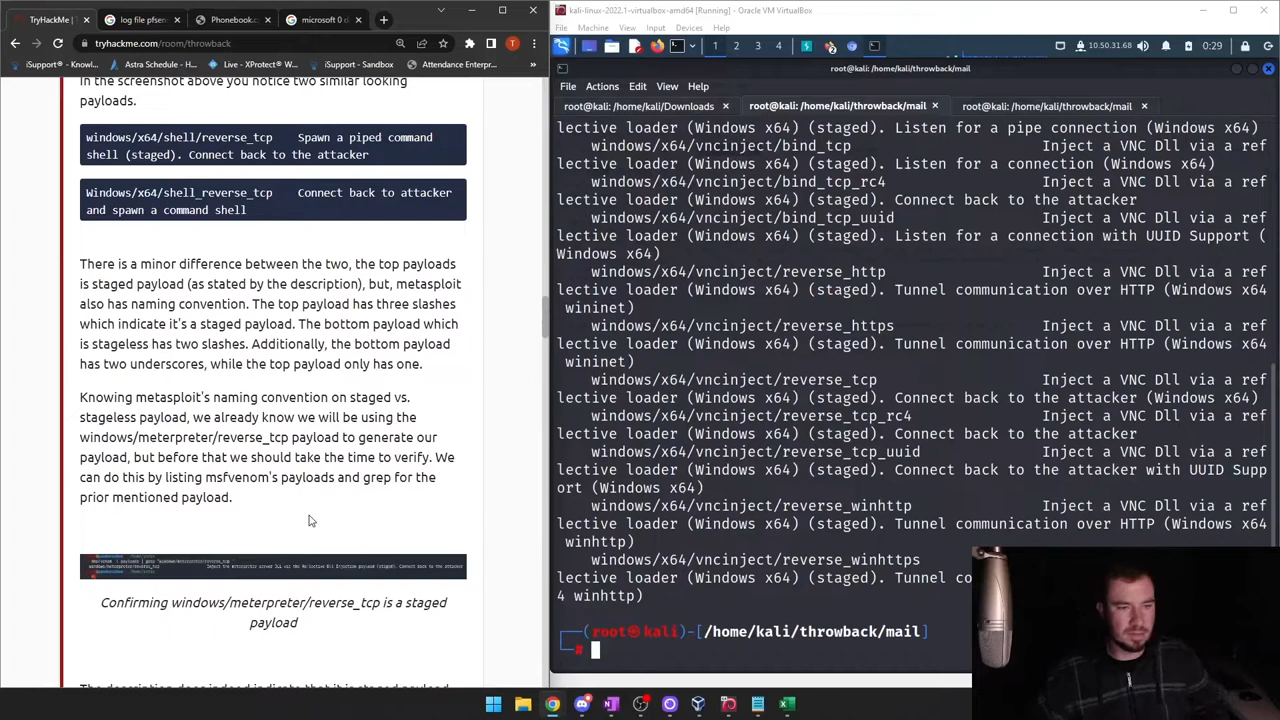 TryHackMe
log file pfsen
Phonebook.c
microsoft 0 d
tryhackme.com/room/throwback
iSupport® - Knowl
Astra Schedule -
Live - XProtect® W
iSupport - Sandbox
Attendance Enterpr...
In the screenshot above you notice two similar looking
payloads.
windows/x64/shell/reverse_tcp Spawn a piped command
shell (staged). Connect back to the attacker
Windows/x64/shell_reverse_tcp Connect back to attacker
and spawn a command shell
There is a minor difference between the two, the top payloads
is staged payload (as stated by the description), but, metasploit
also has naming convention. The top payload has three slashes
which indicate it's a staged payload. The bottom payload which
is stageless has two slashes. Additionally, the bottom payload
has two underscores, while the top payload only has one.
Knowing metasploit's naming convention on staged vs.
stageless payload, we already know we will be using the
windows/meterpreter/reverse_tcp payload to generate our
payload, but before that we should take the time to verify. We
can do this by listing msfvenom's payloads and grep for the
prior mentioned payload.
Confirming windows/meterpreter/reverse_tcp is a staged
payload
The description does indeed indicate that it is staged payload
kali-linux-2022.1-virtualbox-amd64 [Running] - Oracle VM VirtualBox
File Machine View Input Devices Help
1 2 3 4
10.50.31.68
0:29
root@kali: /home/kali/throwback/mail
File Actions Edit View Help
root@kali: /home/kali/Downloads
root@kali: /home/kali/throwback/mail
root@kali: /home/kali/throwback/mail
lective loader (Windows x64) (staged). Listen for a pipe connection (Windows x64)
windows/x64/vncinject/bind_tcp Inject a VNC Dll via a ref
lective loader (Windows x64) (staged). Listen for a connection (Windows x64)
windows/x64/vncinject/bind_tcp_rc4 Inject a VNC Dll via a ref
lective loader (Windows x64) (staged). Connect back to the attacker
windows/x64/vncinject/bind_tcp_uuid Inject a VNC Dll via a ref
lective loader (Windows x64) (staged). Listen for a connection with UUID Support (
Windows x64)
windows/x64/vncinject/reverse_http Inject a VNC Dll via a ref
lective loader (Windows x64) (staged). Tunnel communication over HTTP (Windows x64
wininet)
windows/x64/vncinject/reverse_https Inject a VNC Dll via a ref
lective loader (Windows x64) (staged). Tunnel communication over HTTP (Windows x64
wininet)
windows/x64/vncinject/reverse_tcp Inject a VNC Dll via a ref
lective loader (Windows x64) (staged). Connect back to the attacker (Windows x64)
windows/x64/vncinject/reverse_tcp_rc4 Inject a VNC Dll via a ref
lective loader (Windows x64) (staged). Connect back to the attacker
windows/x64/vncinject/reverse_tcp_uuid Inject a VNC Dll via a ref
lective loader (Windows x64) (staged). Connect back to the attacker with UUID Supp
ort (Windows x64)
windows/x64/vncinject/reverse_winhttp Inject a VNC Dll via a ref
lective loader (Windows x64) (staged). Tunnel communication over HTTP (Windows x64
winhttp)
windows/x64/vncinject/reverse_winhttps Inject a VNC Dll via a ref
lective loader (Windows x64) (staged). Tunnel
4 winhttp)
(root㉿kali)-[/home/kali/throwback/mail]
#